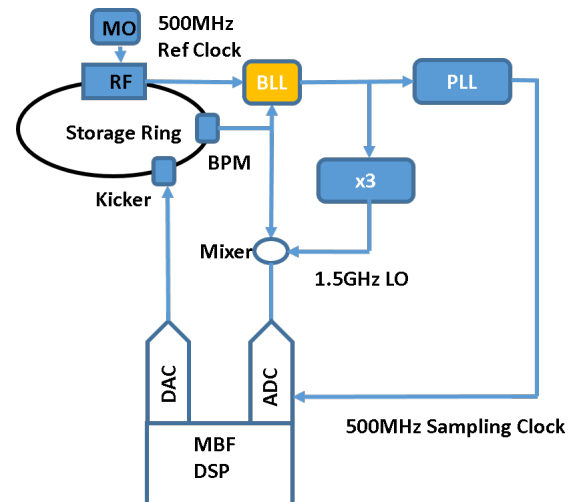 MO
500MHz
Ref Clock
RF
BLL
PLL
Storage Ring
BPM
x3
Kicker
Mixer
1.5GHz LO
DAC
ADC
500MHz Sampling Clock
MBF
DSP